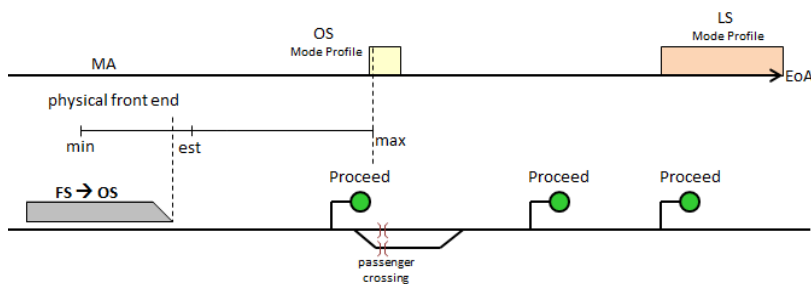 OS
Mode Profile
LS
Mode Profile
MA
EoA
physical front end
min
est
max
FS → OS
Proceed
Proceed
Proceed
passenger
crossing